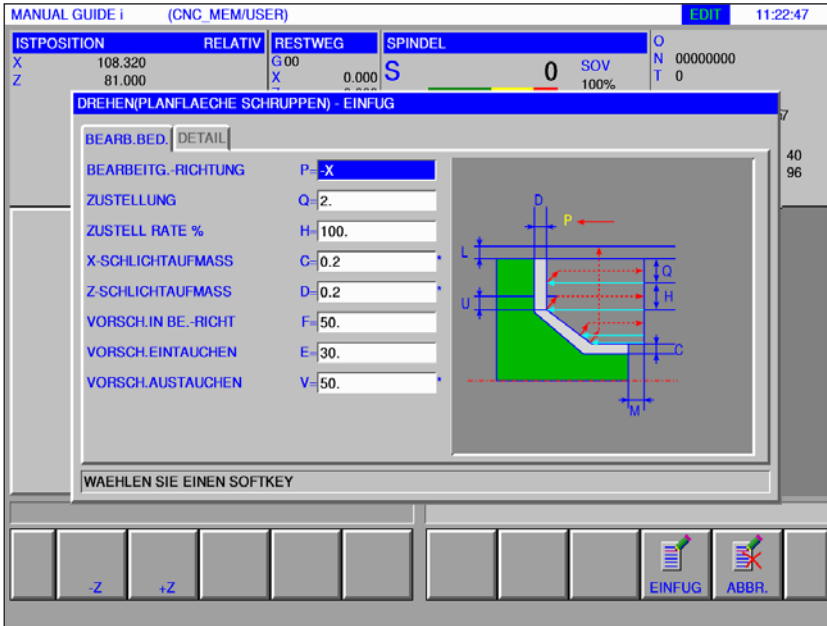 MANUAL GUIDE i (CNC_MEM/USER) EDIT 11:22:47
ISTPOSITION RELATIV RESTWEG SPINDEL O
X 108.320 G 00 S 0 SOV N 00000000
Z 81.000 X 0.000 100% T 0
DREHEN(PLANFLAECHE SCHRUPPEN) - EINFUG
BEARB.BED. DETAIL
40
96
BEARBEITG.-RICHTUNG P= -X
ZUSTELLUNG Q= 2.
ZUSTELL RATE % H= 100.
X-SCHLICHTAUFMASS C= 0.2 *
Z-SCHLICHTAUFMASS D= 0.2 *
VORSCH.IN BE.-RICHT F= 50.
VORSCH.EINTAUCHEN E= 30.
VORSCH.AUSTAUCHEN V= 50. *
D
P
L
Q
U
H
C
M
WAEHLEN SIE EINEN SOFTKEY
-Z +Z EINFUG ABBR.